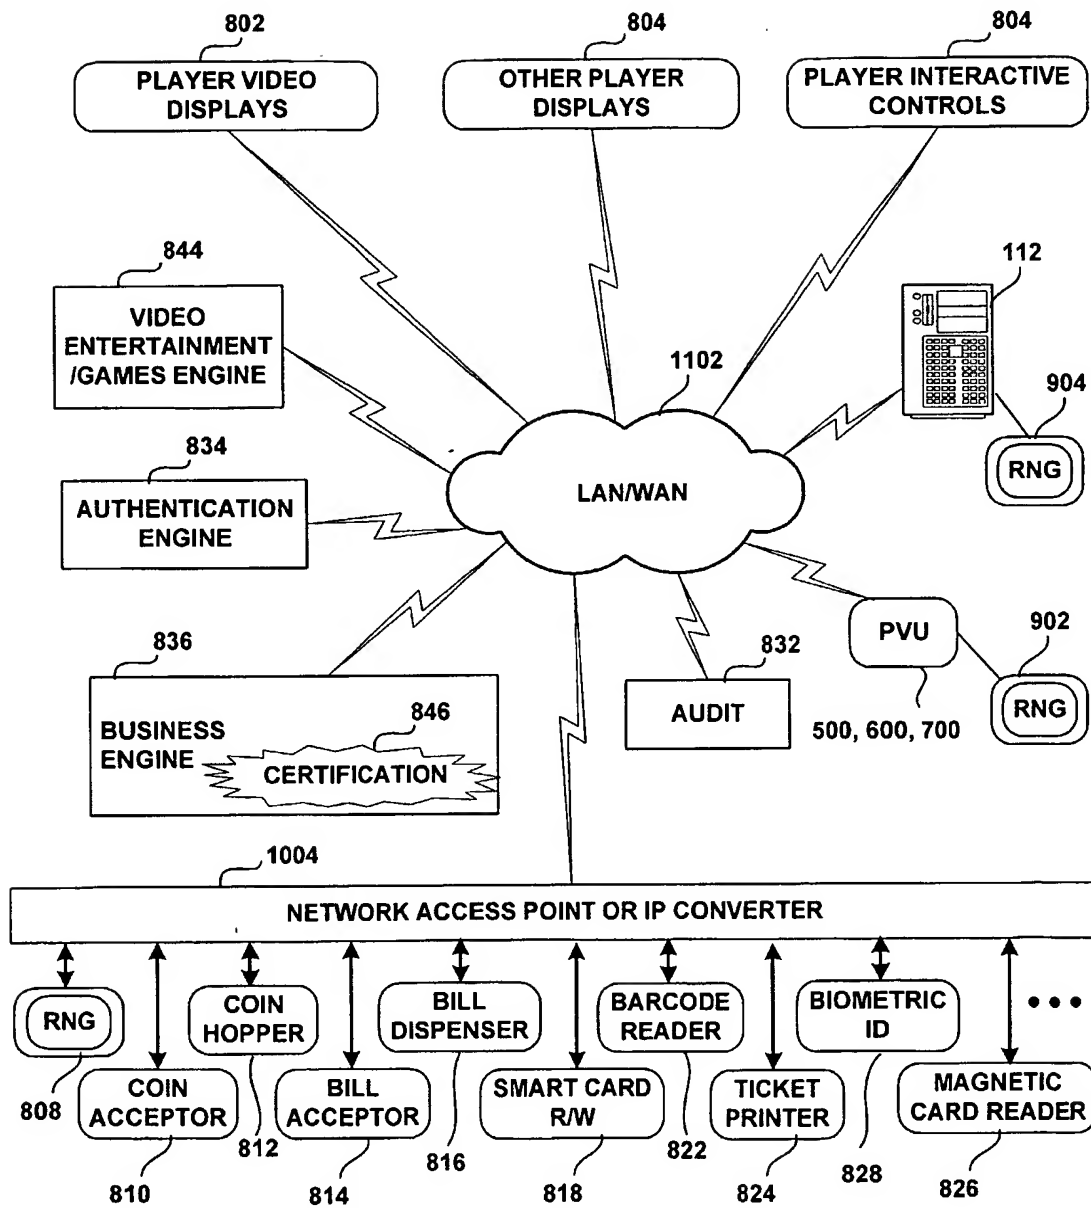 802
804
804
PLAYER VIDEO
DISPLAYS
OTHER PLAYER
DISPLAYS
PLAYER INTERACTIVE
CONTROLS
844
112
VIDEO
ENTERTAINMENT
/GAMES ENGINE
1102
904
RNG
834
LAN/WAN
AUTHENTICATION
ENGINE
PVU
902
RNG
500, 600, 700
836
832
AUDIT
BUSINESS
ENGINE
846
CERTIFICATION
1004
NETWORK ACCESS POINT OR IP CONVERTER
RNG
COIN
HOPPER
BILL
DISPENSER
BARCODE
READER
BIOMETRIC
ID
COIN
ACCEPTOR
BILL
ACCEPTOR
SMART CARD
R/W
TICKET
PRINTER
MAGNETIC
CARD READER
808
812
816
822
828
810
814
818
824
826